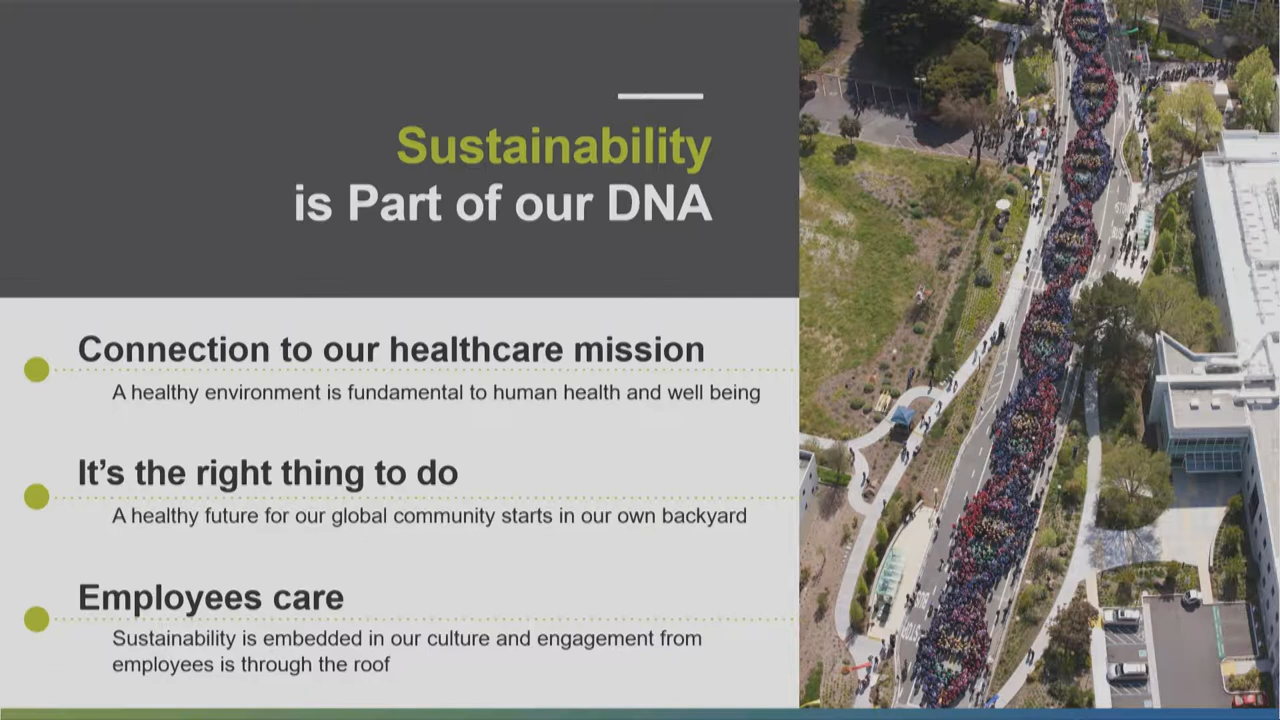 Sustainability
is Part of our DNA
Connection to our healthcare mission
A healthy environment is fundamental to human health and well being
It’s the right thing to do
A healthy future for our global community starts in our own backyard
Employees care
Sustainability is embedded in our culture and engagement from
employees is through the roof